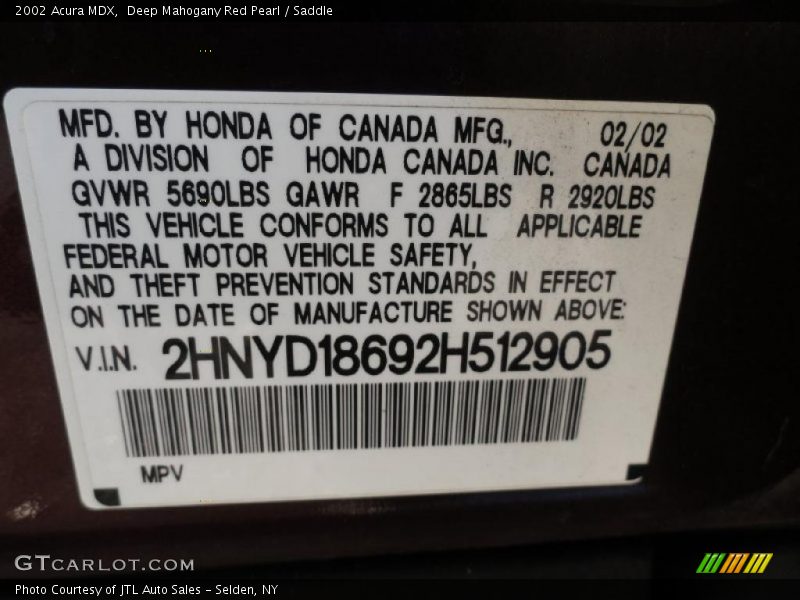 2002 Acura MDX, Deep Mahogany Red Pearl / Saddle
MFD. BY HONDA OF CANADA MFG., 02/02
A DIVISION OF HONDA CANADA INC. CANADA
GVWR 5690LBS GAWR F 2865LBS R 2920LBS
THIS VEHICLE CONFORMS TO ALL APPLICABLE
FEDERAL MOTOR VEHICLE SAFETY,
AND THEFT PREVENTION STANDARDS IN EFFECT
ON THE DATE OF MANUFACTURE SHOWN ABOVE:
V.I.N. 2HNYD18692H512905
MPV
GTCARLOT.COM
Photo Courtesy of JTL Auto Sales - Selden, NY